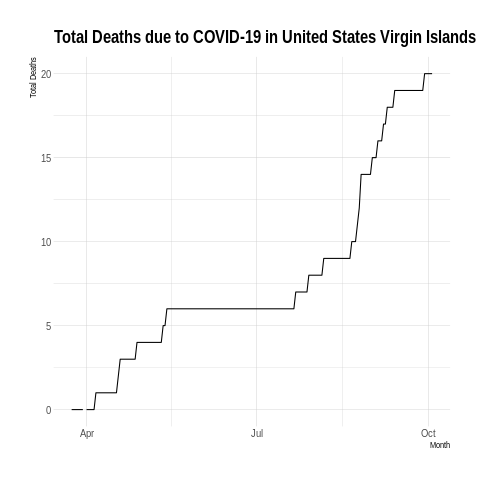 Total Deaths due to COVID-19 in United States Virgin Islands
Total Deaths
20
15
10
5
0
Apr
Jul
Oct
Month